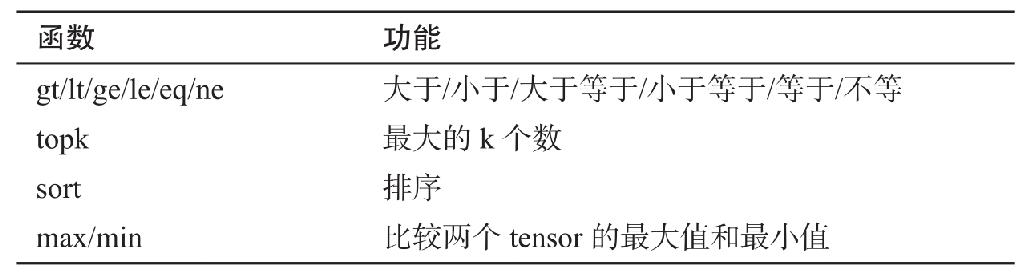 函数 功能
gt/lt/ge/le/eq/ne 大于/小于/大于等于/小于等于/等于/不等
topk 最大的 k 个数
sort 排序
max/min 比较两个 tensor 的最大值和最小值